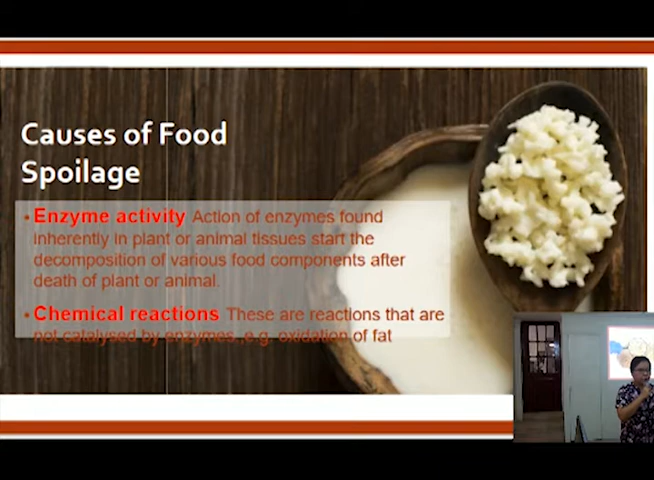 Causes of Food
Spoilage
• Enzyme activity Action of enzymes found
inherently in plant or animal tissues start the
decomposition of various food components after
death of plant or animal.
• Chemical reactions These are reactions that are
not catalysed by enzymes.,e.g. oxidation of fat